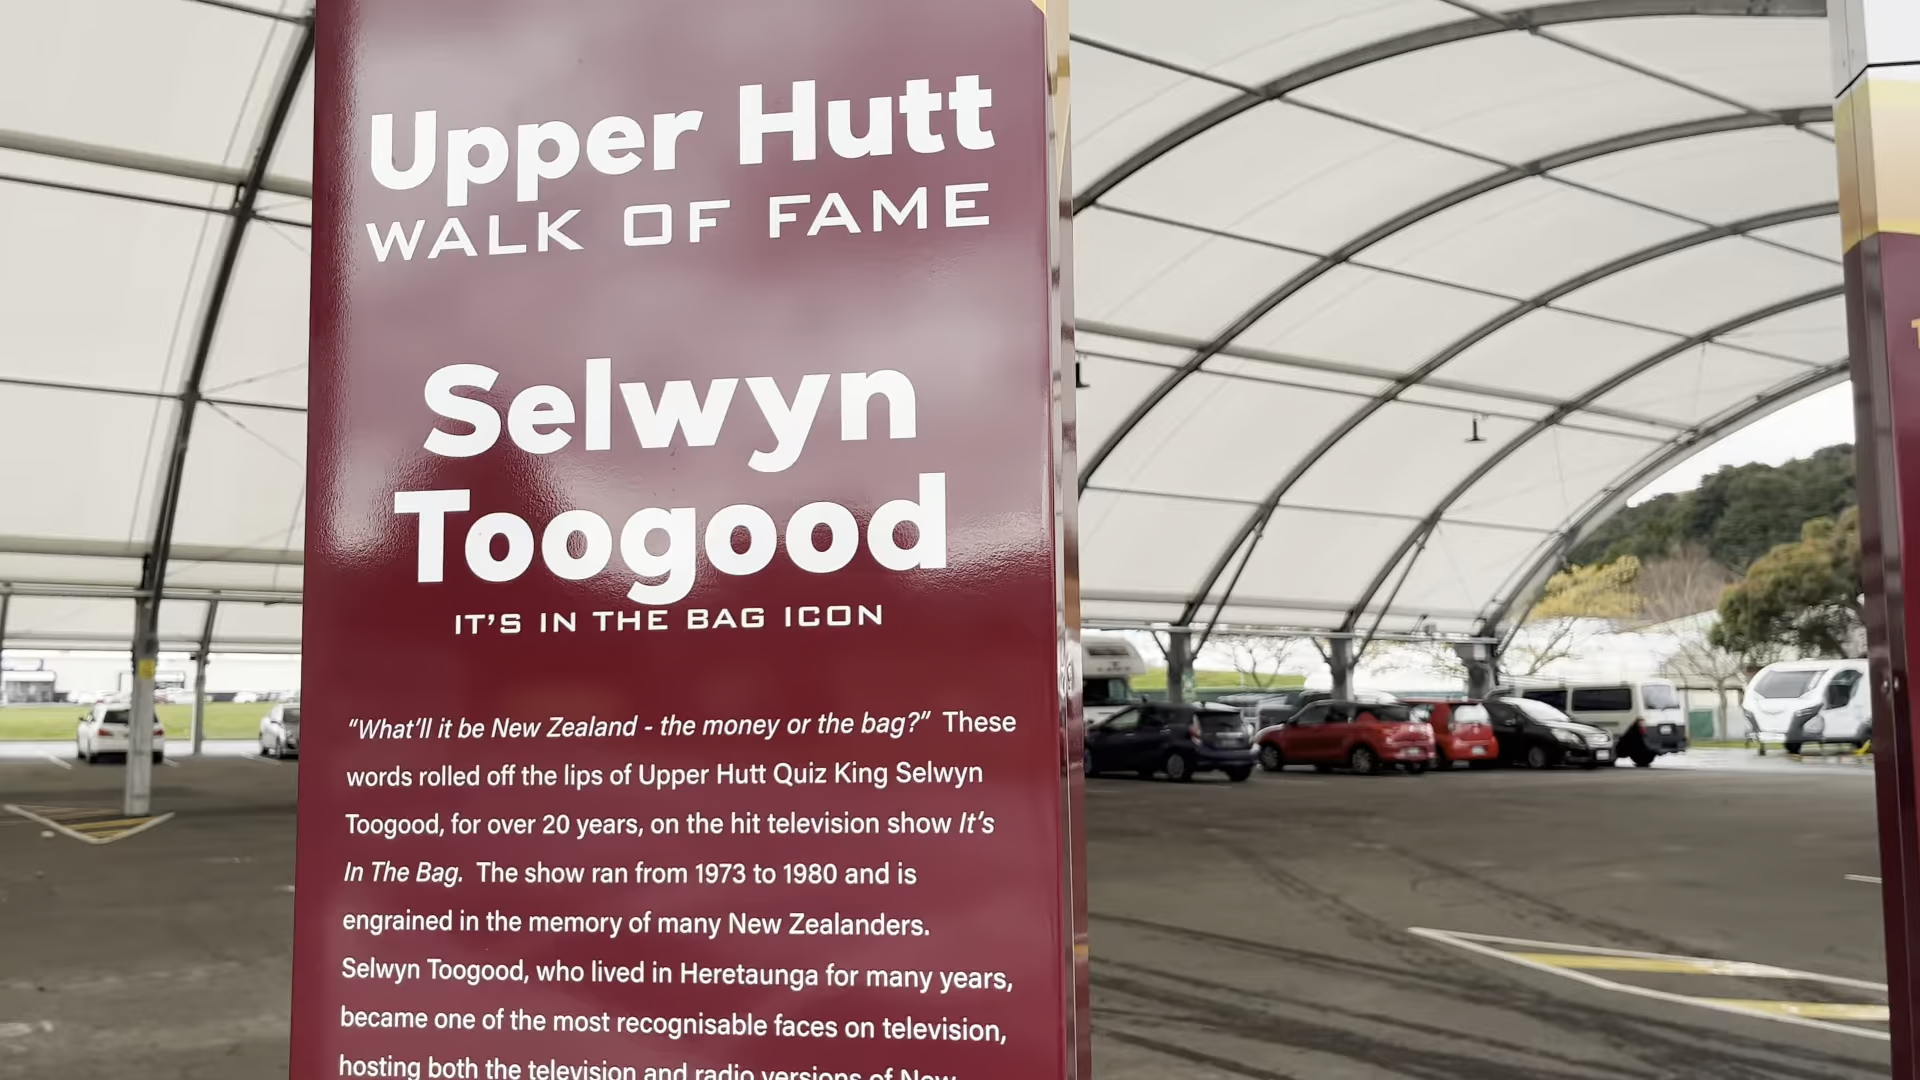 Upper Hutt
WALK OF FAME
Selwyn
Toogood
IT'S IN THE BAG ICON
"What'll it be New Zealand - the money or the bag?" These
words rolled off the lips of Upper Hutt Quiz King Selwyn
Toogood, for over 20 years, on the hit television show It's
In The Bag. The show ran from 1973 to 1980 and is
engrained in the memory of many New Zealanders.
Selwyn Toogood, who lived in Heretaunga for many years,
became one of the most recognisable faces on television,
hosting both the television and radio versions of New